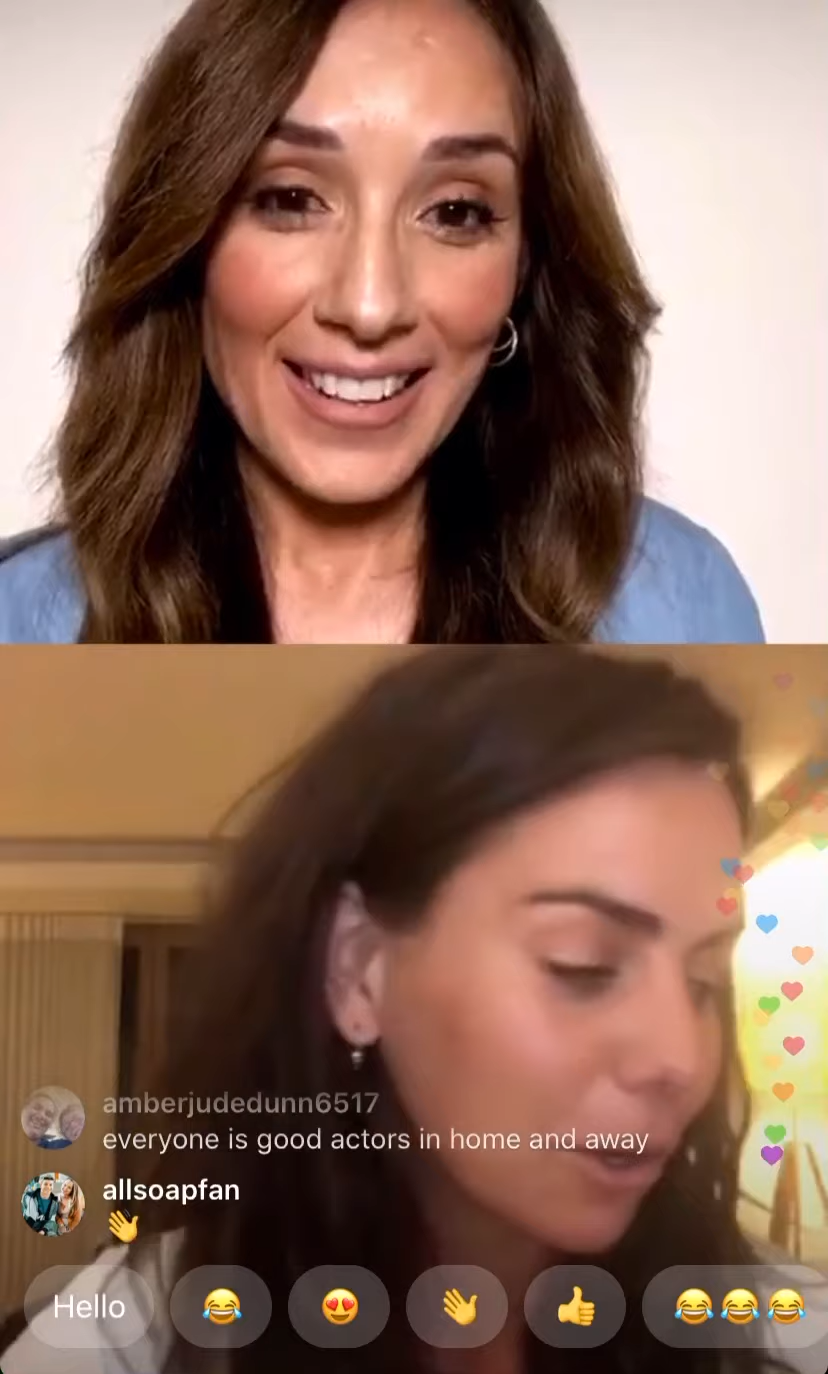 amberjudedunn6517
everyone is good actors in home and away
allsoapfan
👋
Hello 😂 😍 👋 👍 😂😂😂